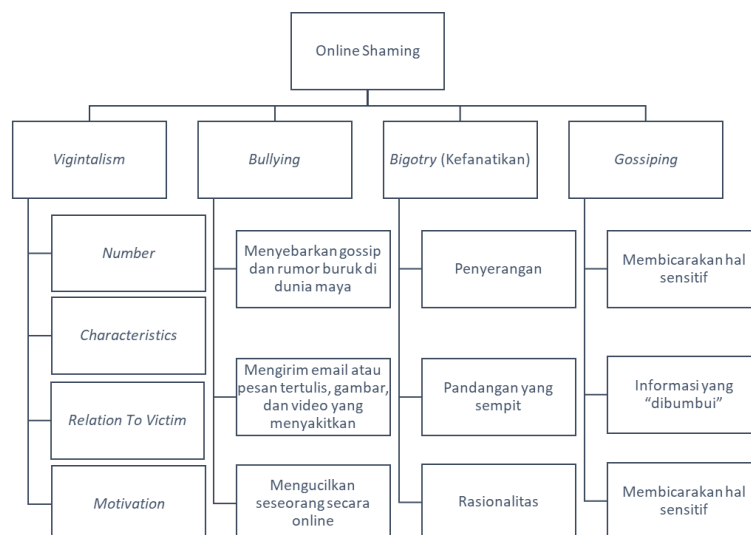 Online Shaming
Vigintalism
Bullying
Bigotry (Kefanatikan)
Gossiping
Number
Characteristics
Relation To Victim
Motivation
Menyebarkan gossip
dan rumor buruk di
dunia maya
Mengirim email atau
pesan tertulis, gambar,
dan video yang
menyakitkan
Mengucilkan
seseorang secara
online
Penyerangan
Pandangan yang
sempit
Rasionalitas
Membicarakan hal
sensitif
Informasi yang
“dibumbui”
Membicarakan hal
sensitif